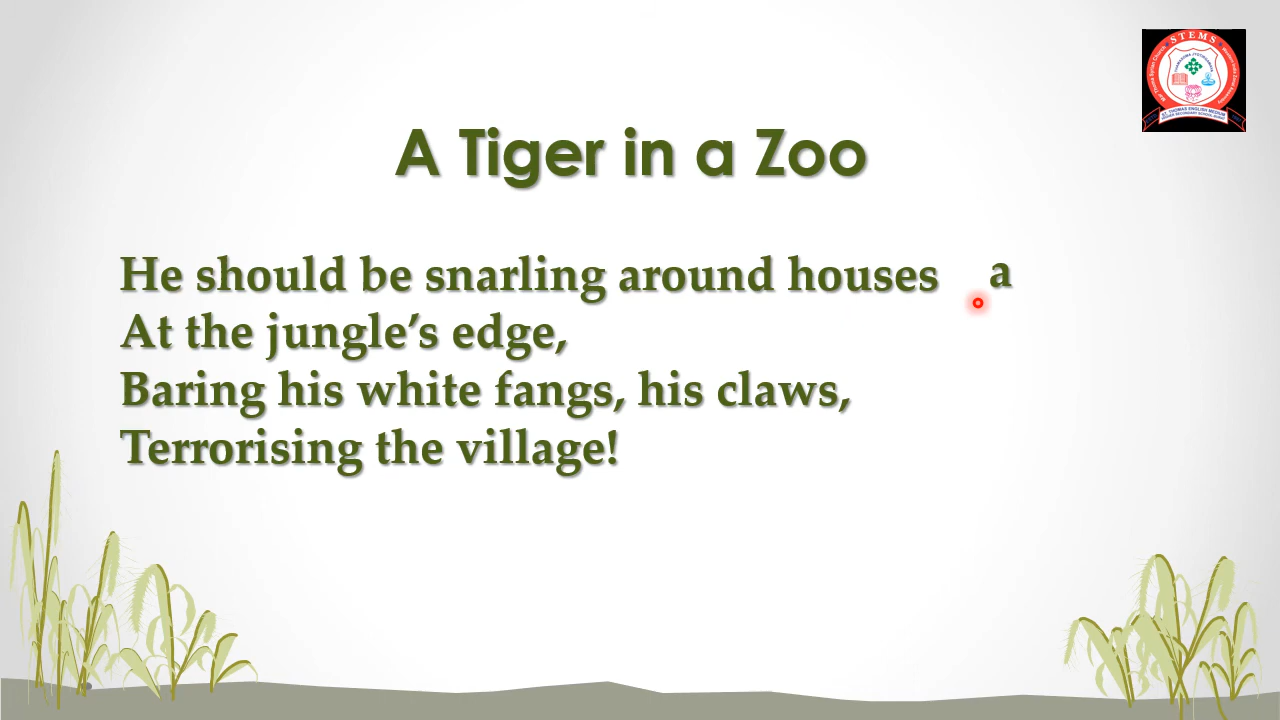 STEMS
A Tiger in a Zoo
He should be snarling around houses a
At the jungle’s edge,
Baring his white fangs, his claws,
Terrorising the village!